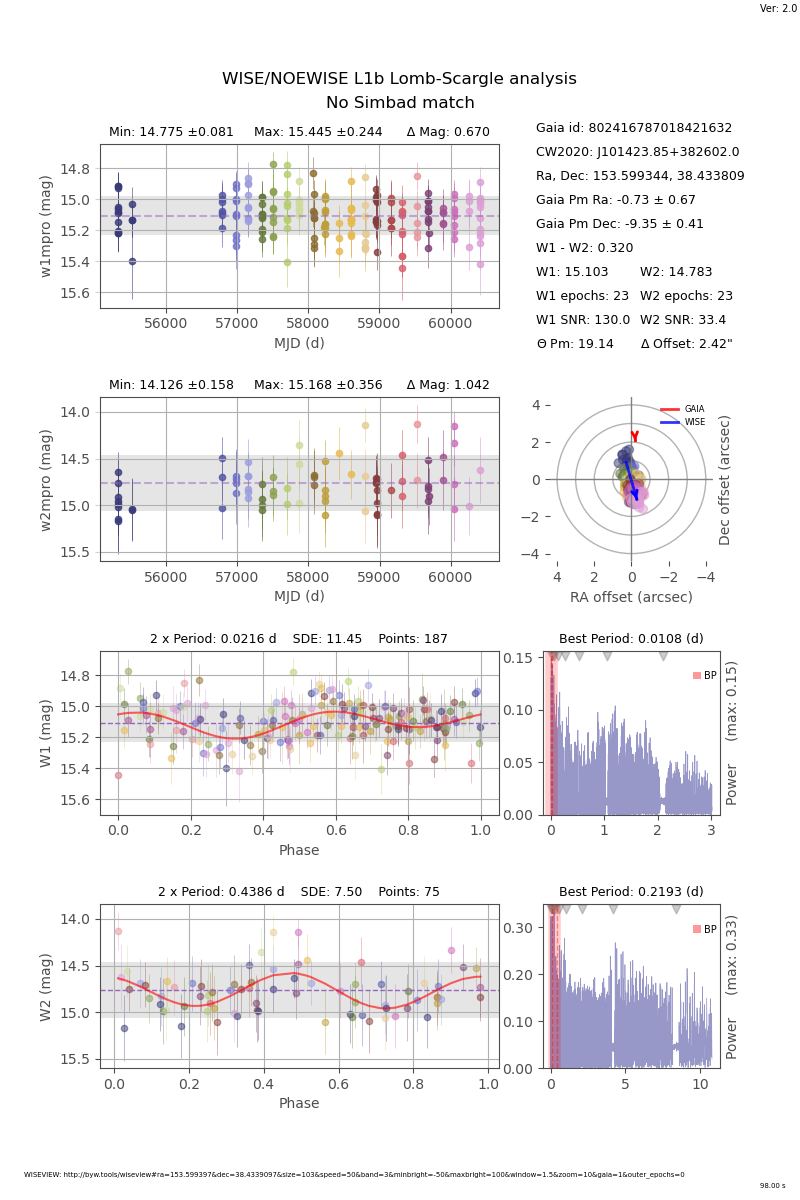 Ver: 2.0
WISE/NOEWISE L1b Lomb-Scargle analysis
No Simbad match
Min: 14.775 ±0.081 Max: 15.445 ±0.244 Δ Mag: 0.670
14.8
15.0
15.2
15.4
15.6
w1mpro (mag)
56000 57000 58000 59000 60000
MJD (d)
Gaia id: 802416787018421632
CW2020: J101423.85+382602.0
Ra, Dec: 153.599344, 38.433809
Gaia Pm Ra: -0.73 ± 0.67
Gaia Pm Dec: -9.35 ± 0.41
W1 - W2: 0.320
W1: 15.103 W2: 14.783
W1 epochs: 23 W2 epochs: 23
W1 SNR: 130.0 W2 SNR: 33.4
Θ Pm: 19.14 Δ Offset: 2.42"
Min: 14.126 ±0.158 Max: 15.168 ±0.356 Δ Mag: 1.042
14.0
14.5
15.0
15.5
w2mpro (mag)
56000 57000 58000 59000 60000
MJD (d)
GAIA
WISE
4
2
0
−2
−4
4 2 0 −2 −4
RA offset (arcsec)
Dec offset (arcsec)
2 x Period: 0.0216 d SDE: 11.45 Points: 187
14.8
15.0
15.2
15.4
15.6
W1 (mag)
0.0 0.2 0.4 0.6 0.8 1.0
Phase
Best Period: 0.0108 (d)
BP
0.15
0.10
0.05
0.00
0 1 2 3
Power (max: 0.15)
2 x Period: 0.4386 d SDE: 7.50 Points: 75
14.0
14.5
15.0
15.5
W2 (mag)
0.0 0.2 0.4 0.6 0.8 1.0
Phase
Best Period: 0.2193 (d)
BP
0.30
0.20
0.10
0.00
0 5 10
Power (max: 0.33)
WISEVIEW: http://byw.tools/wiseview#ra=153.599397&dec=38.4339097&size=103&speed=50&band=3&minbright=-50&maxbright=100&window=1.5&zoom=10&gaia=1&outer_epochs=0
98.00 s